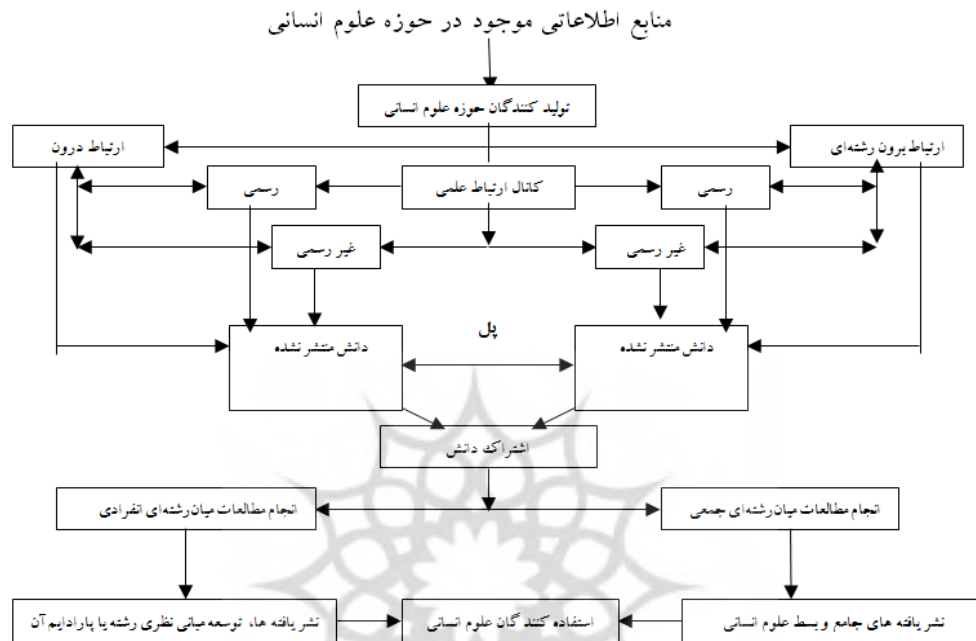 منابع اطلاعاتی موجود در حوزه علوم انسانی
تولید کنندگان حوزه علوم انسانی
ارتباط برون رشته‌ای
ارتباط درون
رسمی
کانال ارتباط علمی
رسمی
غیر رسمی
غیر رسمی
پل
دانش منتشر نشده
دانش منتشر نشده
اشتراک دانش
انجام مطالعات میان‌رشته‌ای جمعی
انجام مطالعات میان‌رشته‌ای انفرادی
نشر یافته های جامع و بسط علوم انسانی
استفاده کنند گان علوم انسانی
نشر یافته ها، توسعه مبانی نظری رشته یا پارادایم آن